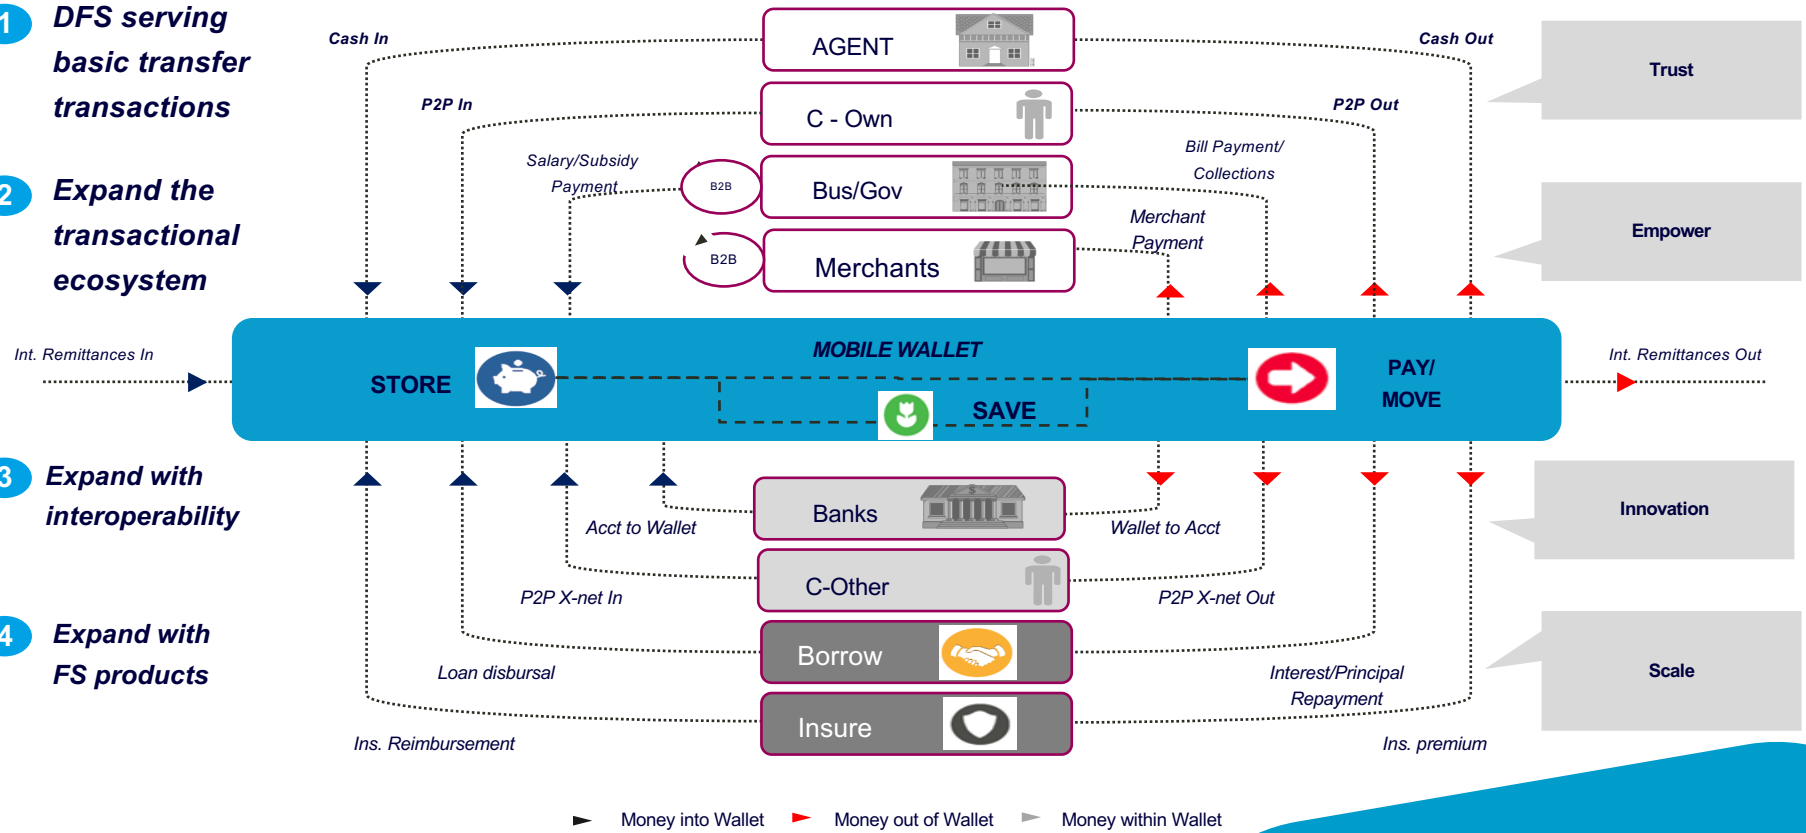 1
DFS serving
basic transfer
transactions
Cash In
AGENT
Cash Out
Trust
P2P In
C - Own
P2P Out
Salary/Subsidy
Payment
B2B
Bus/Gov
Bill Payment/
Collections
2
Expand the
transactional
ecosystem
B2B
Merchants
Merchant
Payment
Empower
Int. Remittances In
MOBILE WALLET
STORE
SAVE
PAY/
MOVE
Int. Remittances Out
3
Expand with
interoperability
Acct to Wallet
Banks
$
Wallet to Acct
Innovation
P2P X-net In
C-Other
P2P X-net Out
4
Expand with
FS products
Loan disbursal
Borrow
Interest/Principal
Repayment
Scale
Ins. Reimbursement
Insure
Ins. premium
Money into Wallet
Money out of Wallet
Money within Wallet